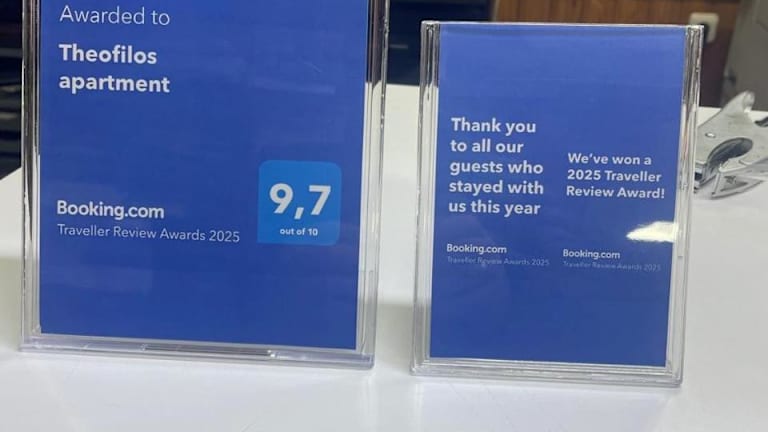 Awarded to
Theofilos
apartment
9,7
out of 10
Booking.com
Traveller Review Awards 2025
Thank you
to all our
guests who
stayed with
us this year
Booking.com
Traveller Review Awards 2025
We've won a
2025 Traveller
Review Award!
Booking.com
Traveller Review Awards 2025